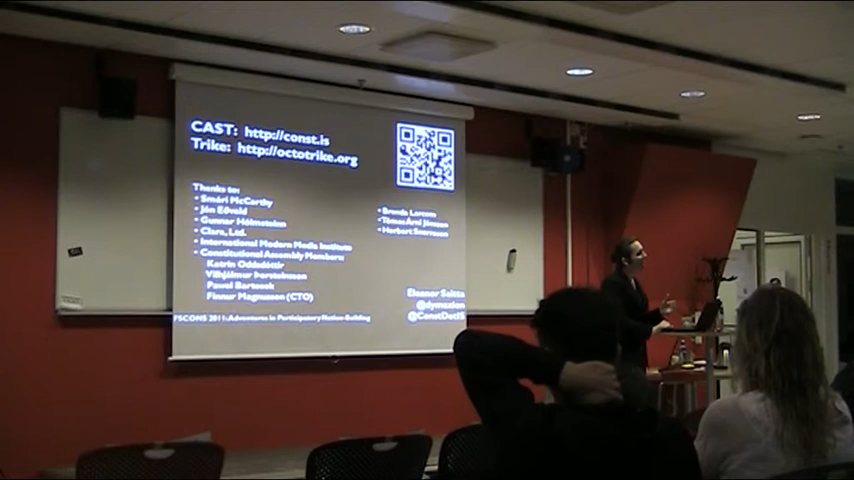 CAST: http://const.is
Trike: http://octotrike.org
Thanks to:
• Smári McCarthy
• Jón Eðvald
• Gunnar Hólmsteinn
• Clara, Ltd.
• International Modern Media Institute
• Constitutional Assembly Members:
Katrín Oddsdóttir
Vilhjálmur Þorsteinsson
Pawel Bartoszek
Finnur Magnusson (CTO)
• Brenda Larcom
• Tómas Árni Jónsson
• Herbert
Eleanor Saitta
@dymaxion
@ConstDotIS
FSCONS 2011: Adventures in Participatory Nation-Building